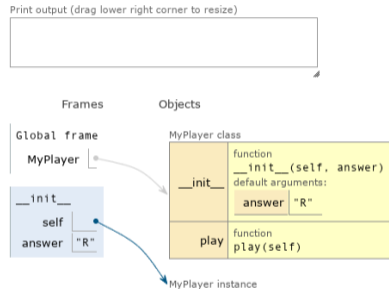 Print output (drag lower right corner to resize)
Frames
Objects
Global frame
MyPlayer
MyPlayer class
__init__
function
__init__(self, answer)
default arguments:
answer "R"
play
function
play(self)
__init__
self
answer "R"
MyPlayer instance